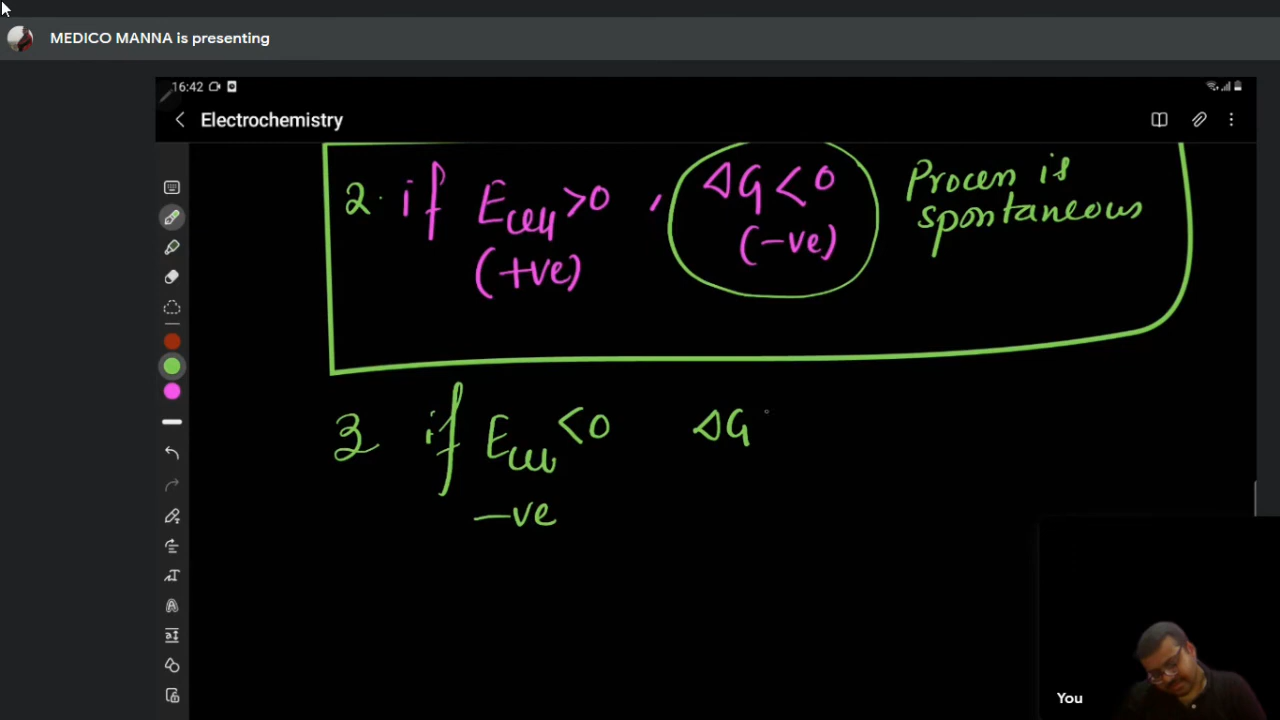 MEDICO MANNA is presenting
16:42
Electrochemistry
2. if Ecell >0 , ΔG <0 Process is
(+ve) (-ve) spontaneous
3 if Ecell <0 ΔG
-ve
You